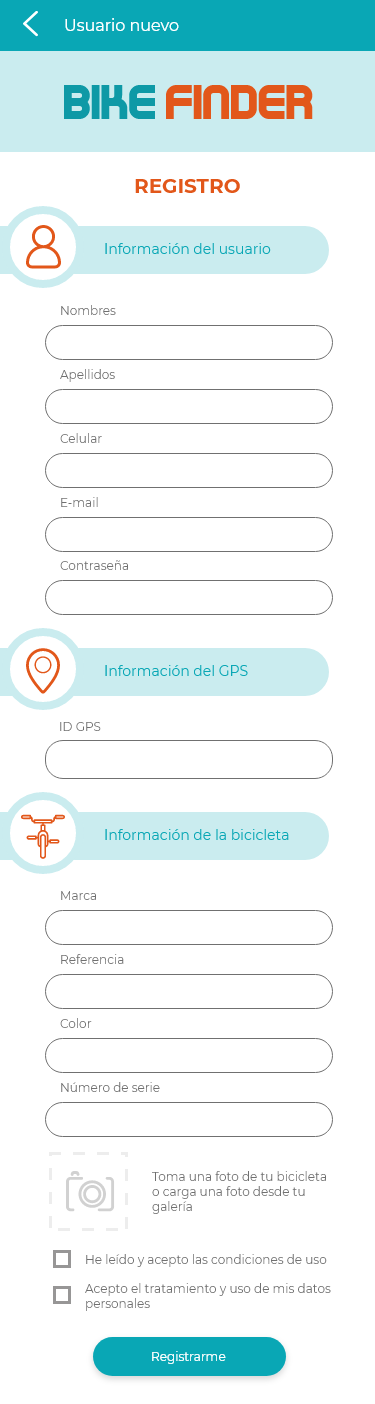 Usuario nuevo
BIKE FINDER
REGISTRO
Información del usuario
Nombres
Apellidos
Celular
E-mail
Contraseña
Información del GPS
ID GPS
Información de la bicicleta
Marca
Referencia
Color
Número de serie
Toma una foto de tu bicicleta
o carga una foto desde tu
galería
He leído y acepto las condiciones de uso
Acepto el tratamiento y uso de mis datos
personales
Registrarme